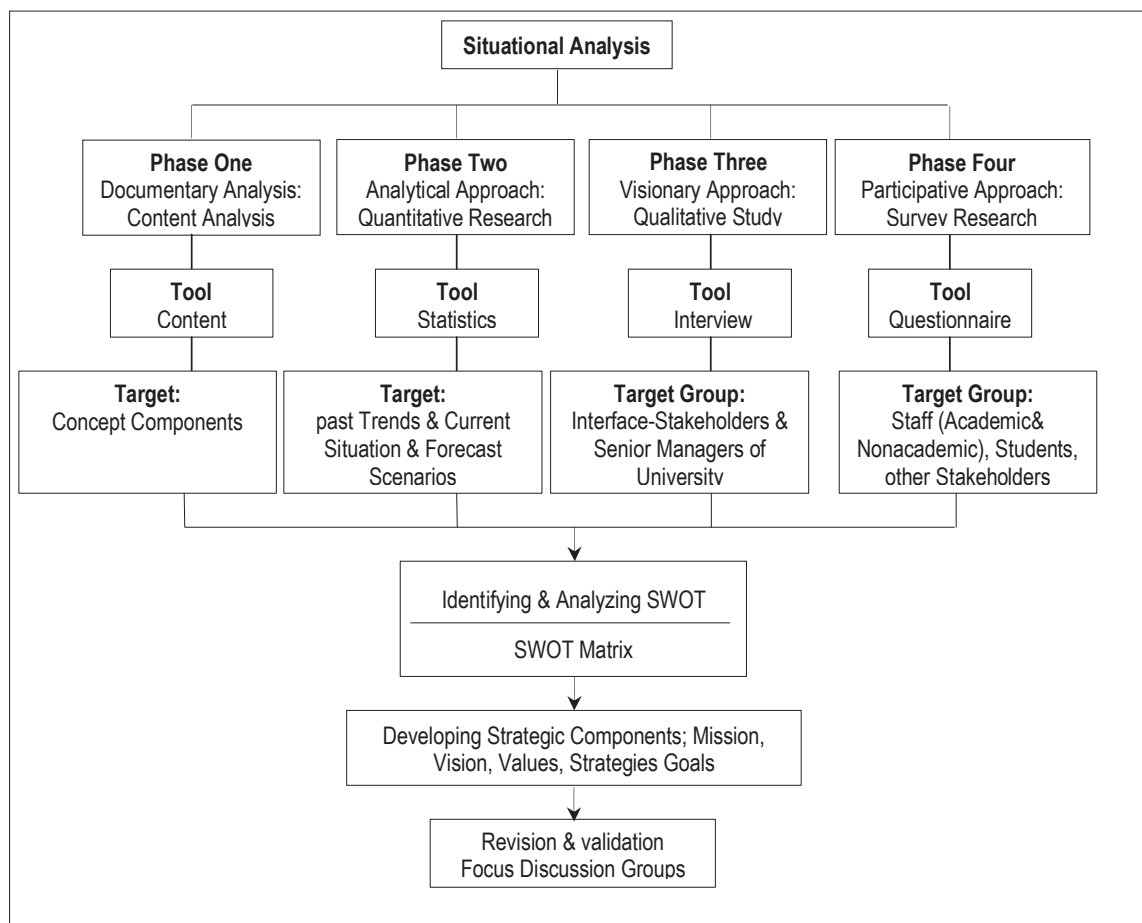 Situational Analysis
Phase One
Documentary Analysis:
Content Analysis
Phase Two
Analytical Approach:
Quantitative Research
Phase Three
Visionary Approach:
Qualitative Study
Phase Four
Participative Approach:
Survey Research
Tool
Content
Tool
Statistics
Tool
Interview
Tool
Questionnaire
Target:
Concept Components
Target:
past Trends & Current
Situation & Forecast
Scenarios
Target Group:
Interface-Stakeholders &
Senior Managers of
University
Target Group:
Staff (Academic&
Nonacademic), Students,
other Stakeholders
Identifying & Analyzing SWOT
SWOT Matrix
Developing Strategic Components; Mission,
Vision, Values, Strategies Goals
Revision & validation
Focus Discussion Groups